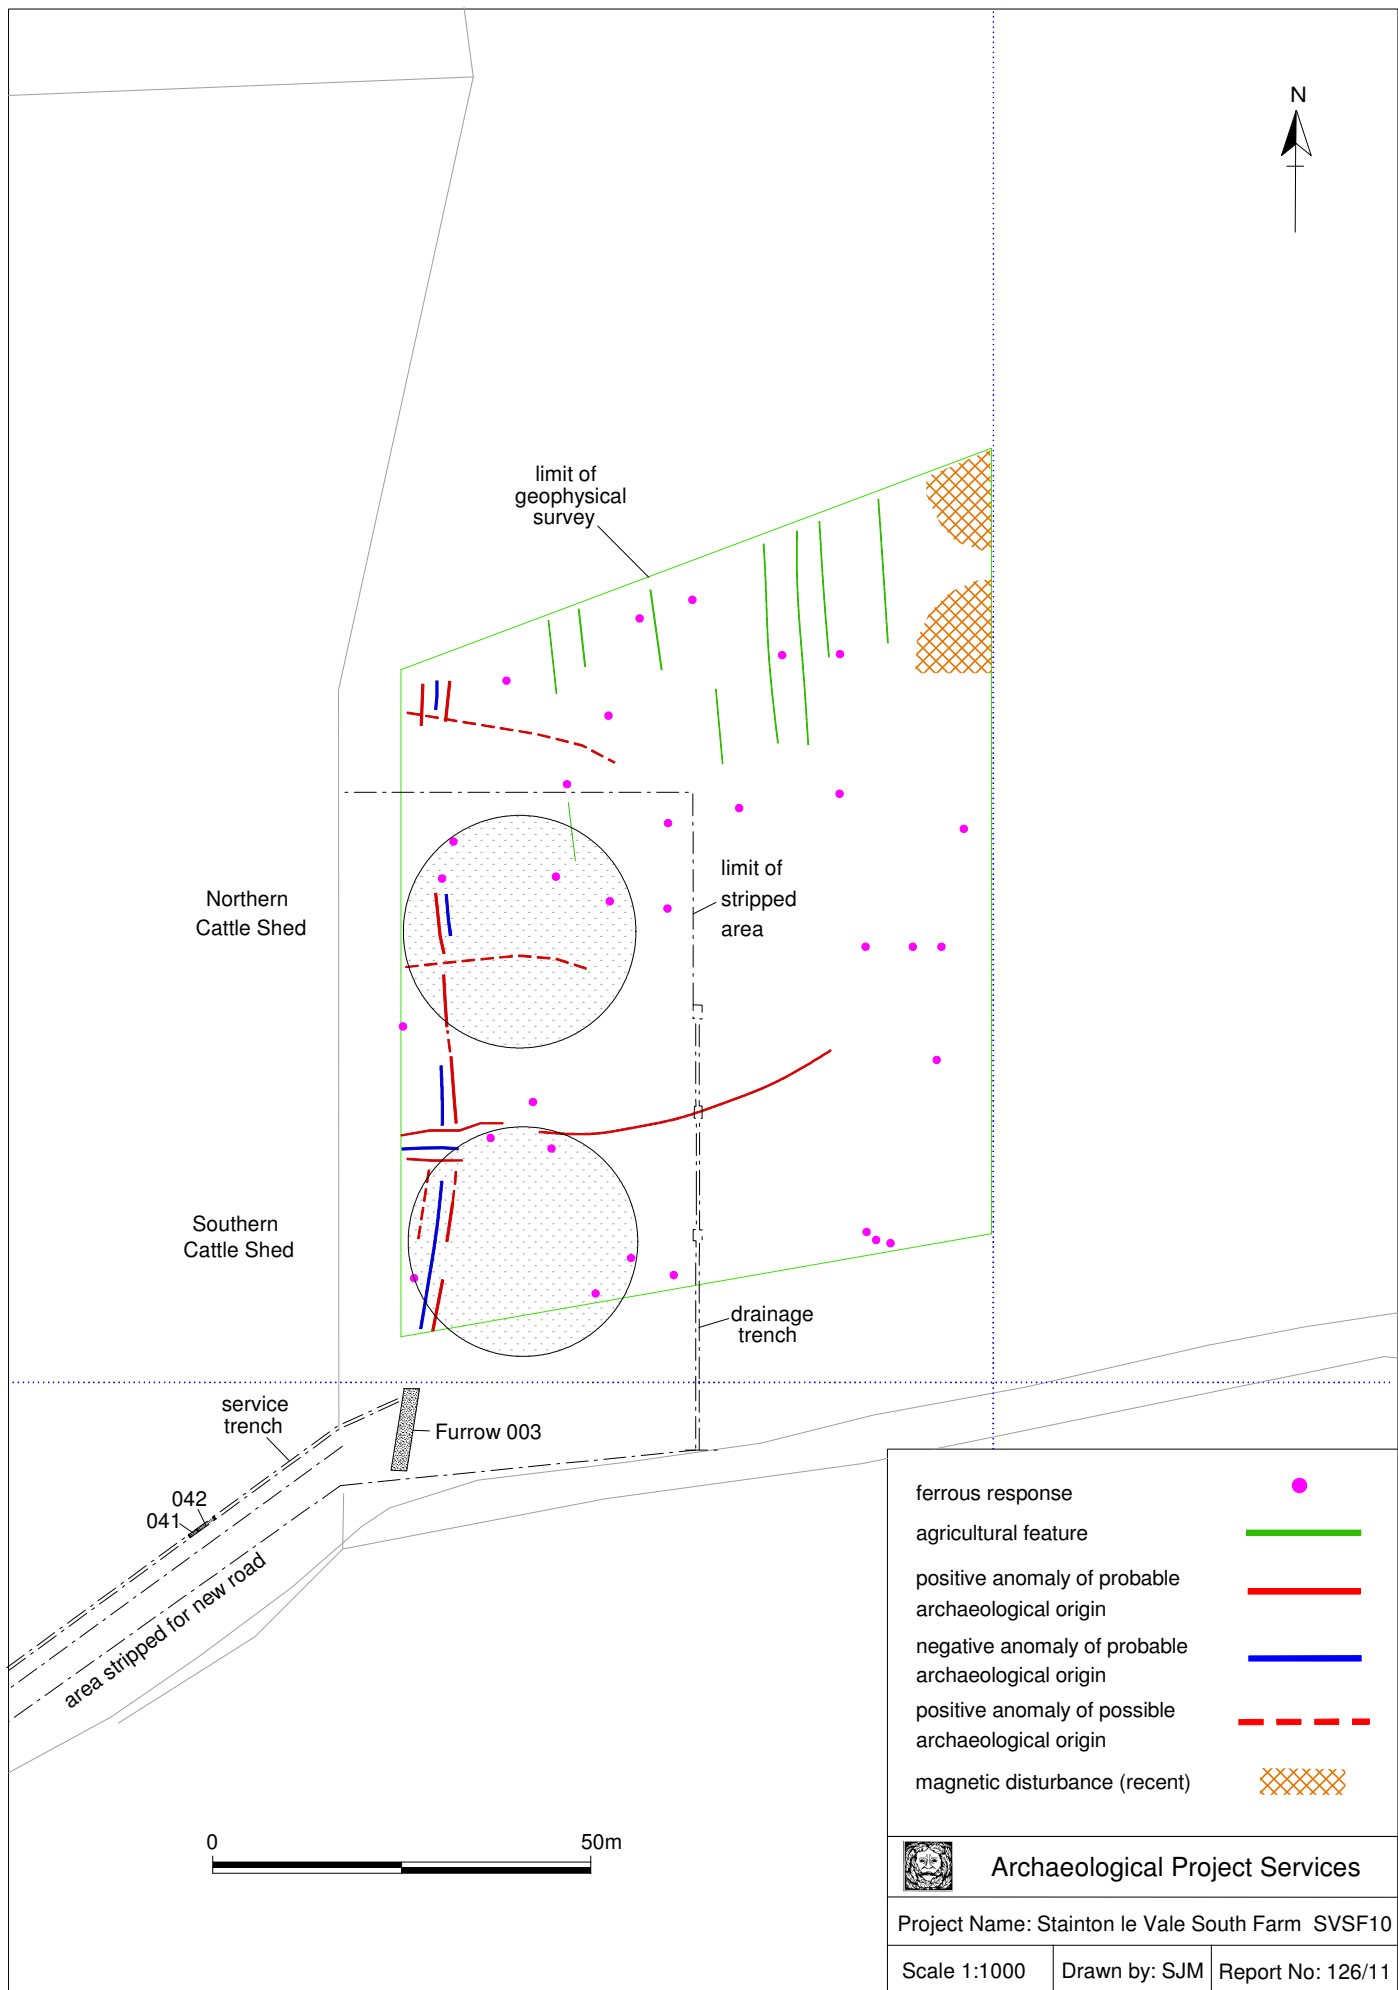 N
limit of
geophysical
survey
Northern
Cattle Shed
limit of
stripped
area
Southern
Cattle Shed
drainage
trench
service
trench
Furrow 003
042
041
area stripped for new road
ferrous response
agricultural feature
positive anomaly of probable
archaeological origin
negative anomaly of probable
archaeological origin
positive anomaly of possible
archaeological origin
magnetic disturbance (recent)
0 50m
Archaeological Project Services
Project Name: Stainton le Vale South Farm SVSF10
Scale 1:1000 Drawn by: SJM Report No: 126/11